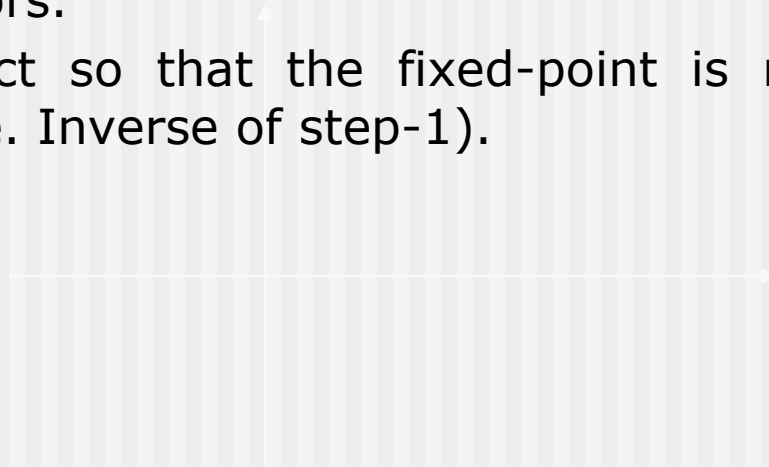 ors.
ct so that the fixed-point is
e. Inverse of step-1).